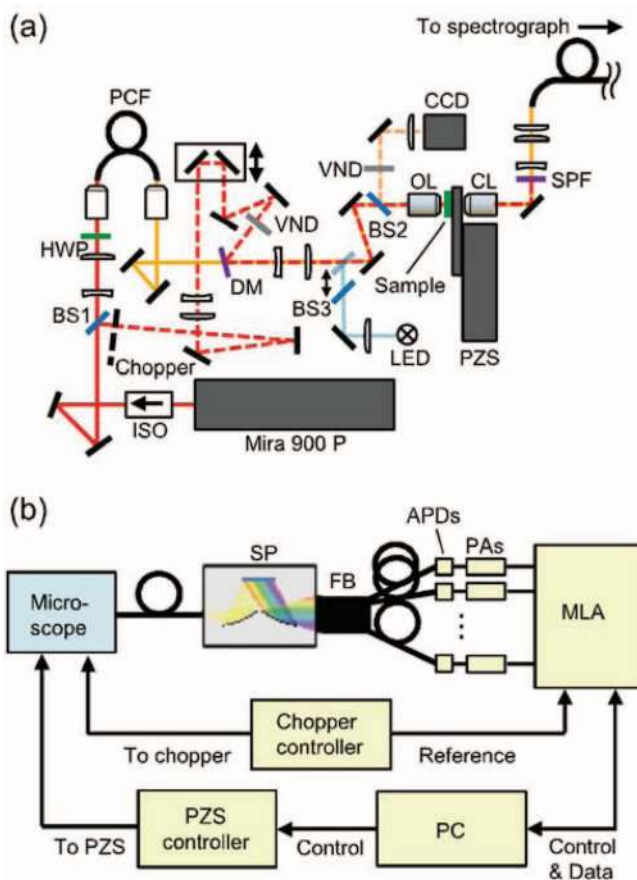 (a)
To spectrograph
PCF
CCD
VND
OL
CL
SPF
HWP
VND
BS2
DM
Sample
BS1
BS3
Chopper
LED
PZS
ISO
Mira 900 P
(b)
APDs
PAs
SP
FB
Micro-
scope
MLA
Chopper
controller
To chopper
Reference
PZS
controller
PC
To PZS
Control
Control
& Data